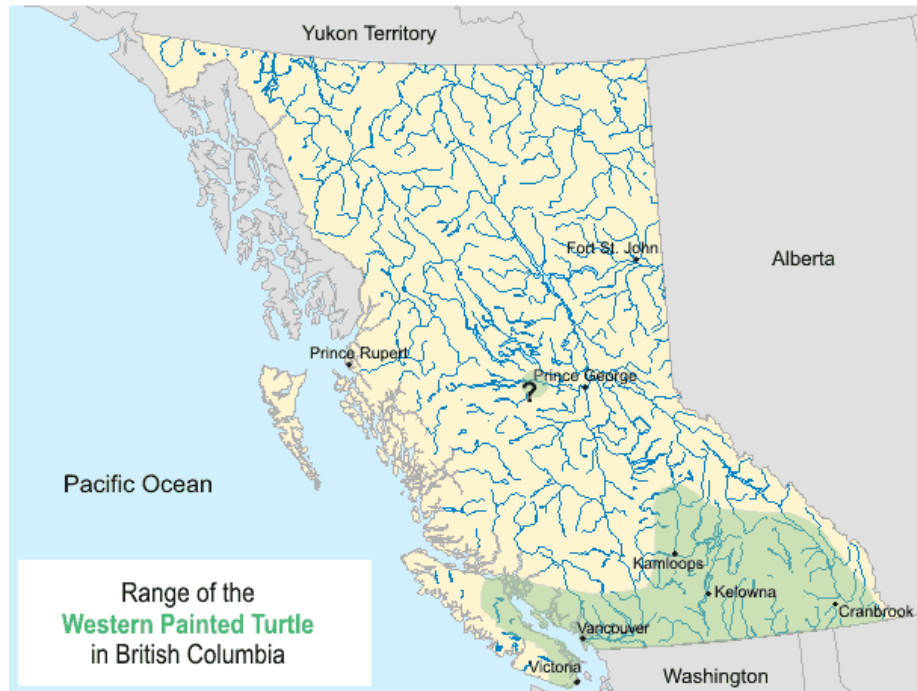 Yukon Territory
Fort St. John
Alberta
Prince Rupert
Prince George
?
Pacific Ocean
Kamloops
Kelowna
Cranbrook
Vancouver
Victoria
Washington
Range of the
Western Painted Turtle
in British Columbia